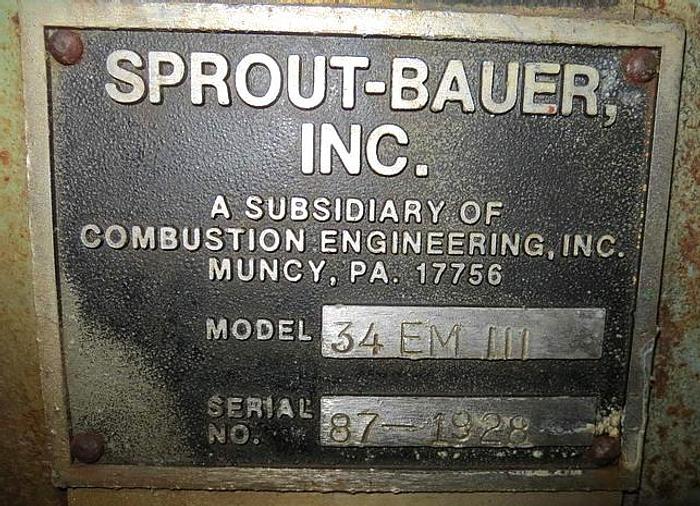 SPROUT-BAUER,
INC.
A SUBSIDIARY OF
COMBUSTION ENGINEERING, INC.
MUNCY, PA. 17756
MODEL 34 EM III
SERIAL NO. 87-1928